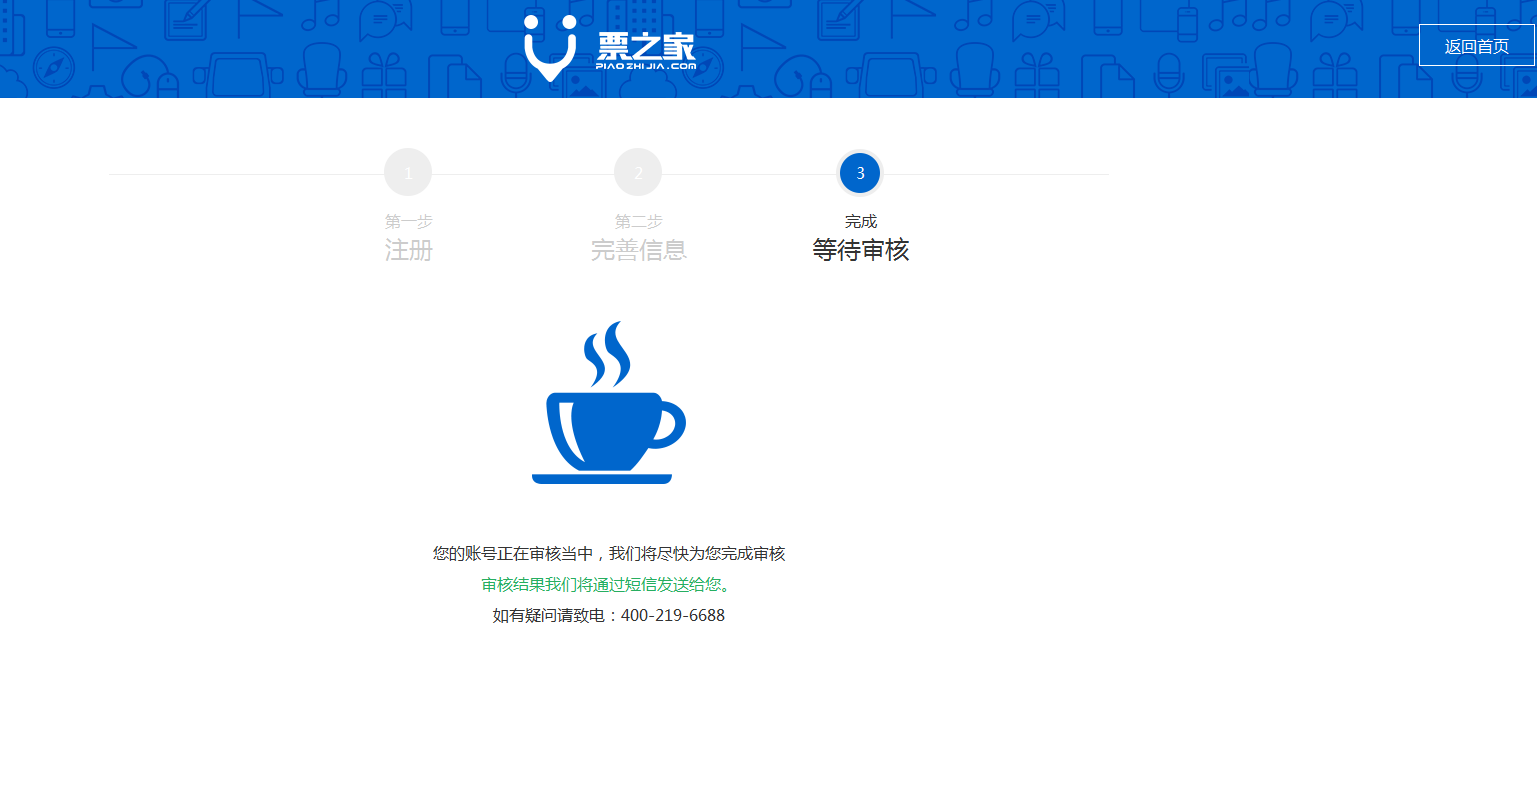 票之家
PIAOZHIJIA.COM
返回首页
1
2
3
第一步
第二步
完成
注册
完善信息
等待审核
您的账号正在审核当中，我们将尽快为您完成审核
审核结果我们将通过短信发送给您。
如有疑问请致电：400-219-6688